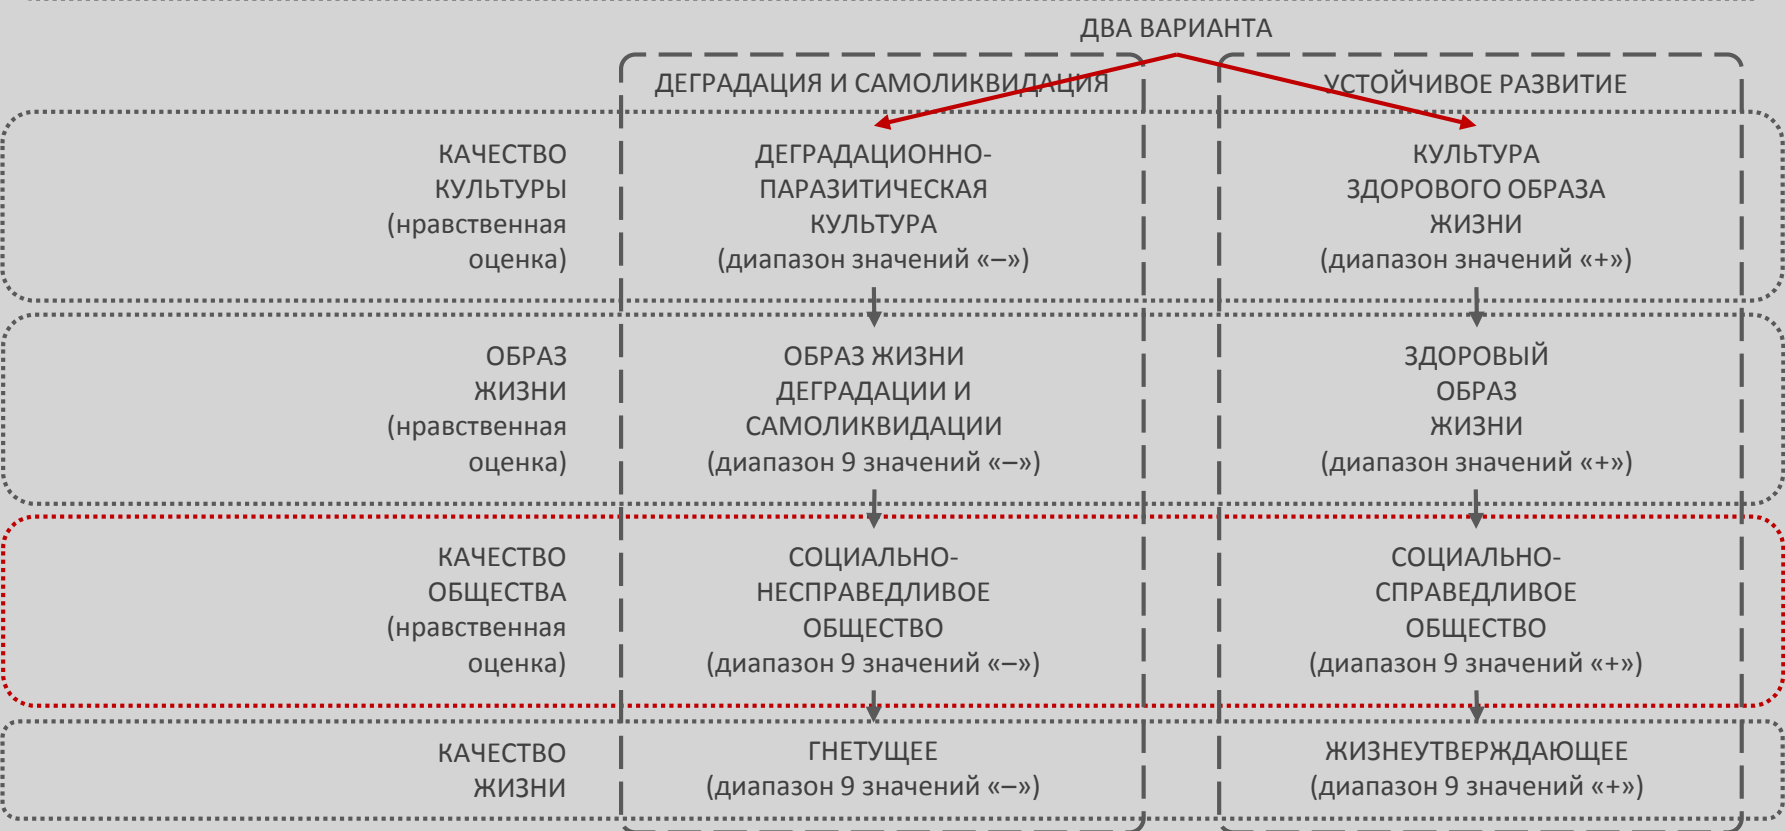 ДВА ВАРИАНТА
ДЕГРАДАЦИЯ И САМОЛИКВИДАЦИЯ
УСТОЙЧИВОЕ РАЗВИТИЕ
КАЧЕСТВО
КУЛЬТУРЫ
(нравственная
оценка)
ДЕГРАДАЦИОННО-
ПАРАЗИТИЧЕСКАЯ
КУЛЬТУРА
(диапазон значений «–»)
КУЛЬТУРА
ЗДОРОВОГО ОБРАЗА
ЖИЗНИ
(диапазон значений «+»)
ОБРАЗ
ЖИЗНИ
(нравственная
оценка)
ОБРАЗ ЖИЗНИ
ДЕГРАДАЦИИ И
САМОЛИКВИДАЦИИ
(диапазон 9 значений «–»)
ЗДОРОВЫЙ
ОБРАЗ
ЖИЗНИ
(диапазон значений «+»)
КАЧЕСТВО
ОБЩЕСТВА
(нравственная
оценка)
СОЦИАЛЬНО-
НЕСПРАВЕДЛИВОЕ
ОБЩЕСТВО
(диапазон 9 значений «–»)
СОЦИАЛЬНО-
СПРАВЕДЛИВОЕ
ОБЩЕСТВО
(диапазон 9 значений «+»)
КАЧЕСТВО
ЖИЗНИ
ГНЕТУЩЕЕ
(диапазон 9 значений «–»)
ЖИЗНЕУТВЕРЖДАЮЩЕЕ
(диапазон 9 значений «+»)